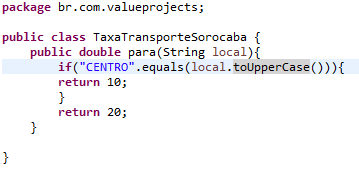 package br.com.valueprojects;
public class TaxaTransporteSorocaba {
public double para(String local){
if("CENTRO".equals(local.toUpperCase())){
return 10;
}
return 20;
}
}